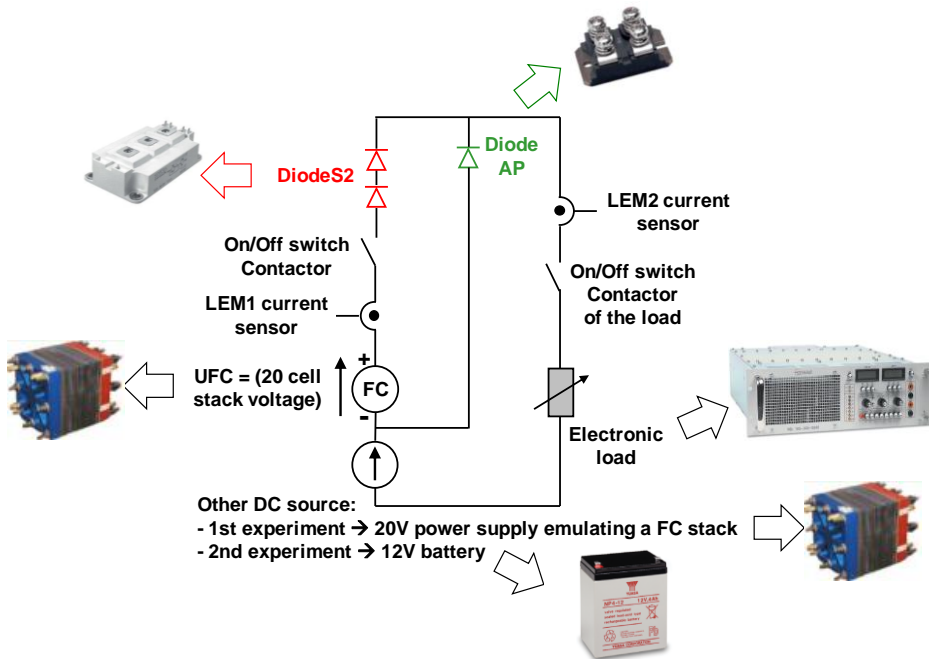 Diode
AP
DiodeS2
LEM2 current
sensor
On/Off switch
Contactor
On/Off switch
Contactor
of the load
LEM1 current
sensor
+
UFC = (20 cell
stack voltage)
FC
-
Electronic
load
Other DC source:
- 1st experiment → 20V power supply emulating a FC stack
- 2nd experiment → 12V battery